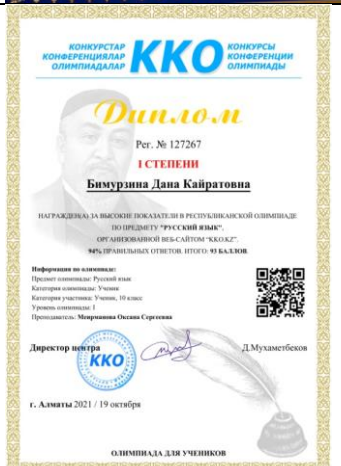 КОНКУРСТАР
КОНФЕРЕНЦИЯЛАР
ОЛИМПИАДАЛАР
ККО
КОНКУРСЫ
КОНФЕРЕНЦИИ
ОЛИМПИАДЫ
Диплом
Рег. № 127267
I СТЕПЕНИ
Бимурзина Дана Кайратовна
НАГРАЖДЕН(А) ЗА ВЫСОКИЕ ПОКАЗАТЕЛИ В РЕСПУБЛИКАНСКОЙ ОЛИМПИАДЕ
ПО ПРЕДМЕТУ "РУССКИЙ ЯЗЫК".
ОРГАНИЗОВАННОЙ ВЕБ-САЙТОМ "KKO.KZ".
94% ПРАВИЛЬНЫХ ОТВЕТОВ. ИТОГО: 93 БАЛЛОВ.
Информация по олимпиаде:
Предмет олимпиады: Русский язык
Категория олимпиады: Ученик
Категория участника: Ученик, 10 класс
Уровень олимпиады: I
Преподаватель: Меирманова Оксана Сергеевна
Директор центра
ККО
Д.Мухаметбеков
г. Алматы 2021 / 19 октября
ОЛИМПИАДА ДЛЯ УЧЕНИКОВ